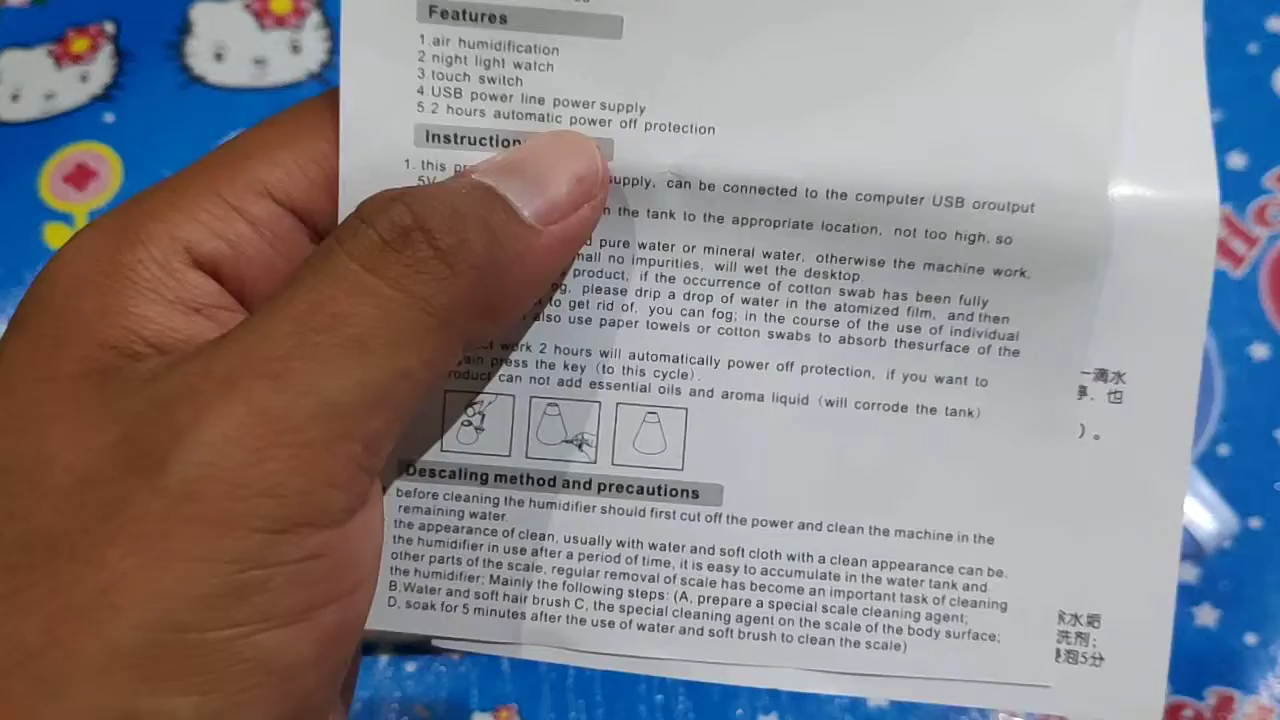 Features
1.air humidification
2 night light watch
3.touch switch
4.USB power line power supply
5.2 hours automatic power off protection
Instruction
1. this supply, can be connected to the computer USB oroutput
5V
the tank to the appropriate location, not too high, so
pure water or mineral water, otherwise the machine work,
no impurities, will wet the desktop.
product, if the occurrence of cotton swab has been fully
please drip a drop of water in the atomized film, and then
to get rid of, you can fog; in the course of the use of individual
also use paper towels or cotton swabs to absorb thesurface of the
work 2 hours will automatically power off protection, if you want to
press the key (to this cycle).
can not add essential oils and aroma liquid (will corrode the tank)
Descaling method and precautions
before cleaning the humidifier should first cut off the power and clean the machine in the
remaining water.
the appearance of clean, usually with water and soft cloth with a clean appearance can be.
the humidifier in use after a period of time, it is easy to accumulate in the water tank and
other parts of the scale, regular removal of scale has become an important task of cleaning
the humidifier; Mainly the following steps: (A, prepare a special scale cleaning agent;
B.Water and soft hair brush C, the special cleaning agent on the scale of the body surface;
D, soak for 5 minutes after the use of water and soft brush to clean the scale)
一滴水
也
)。
水垢
洗剂;
泡5分